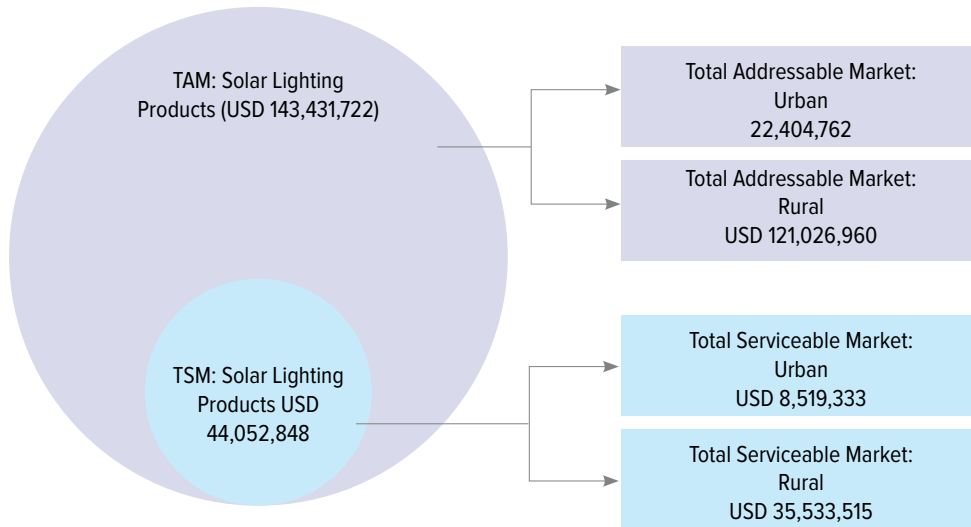 TAM: Solar Lighting
Products (USD 143,431,722)
Total Addressable Market:
Urban
22,404,762
Total Addressable Market:
Rural
USD 121,026,960
TSM: Solar Lighting
Products USD
44,052,848
Total Serviceable Market:
Urban
USD 8,519,333
Total Serviceable Market:
Rural
USD 35,533,515